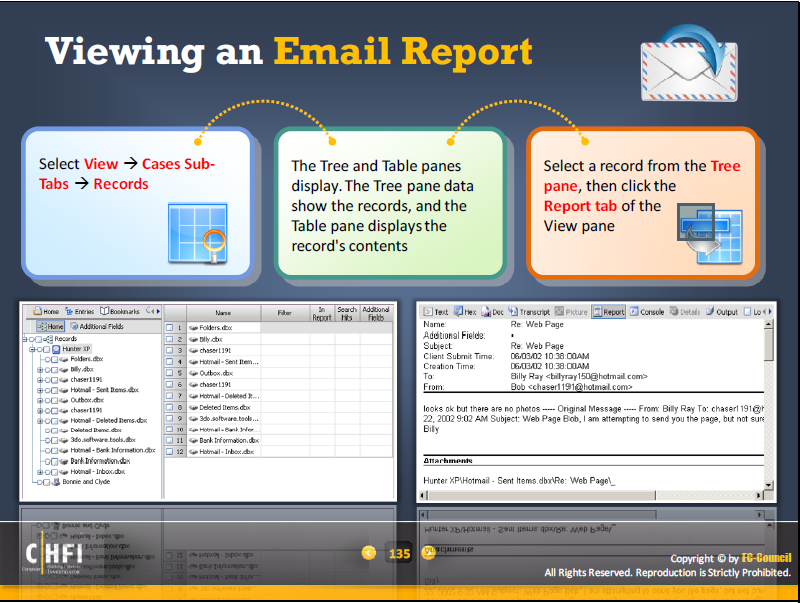 Viewing an Email Report
Select View → Cases Sub-
Tabs → Records
The Tree and Table panes
display. The Tree pane data
show the records, and the
Table pane displays the
record's contents
Select a record from the Tree
pane, then click the
Report tab of the
View pane
Home Entries Bookmarks
Home Additional Fields
Records
Hunter XP
Folders.dbx
Billy.dbx
chaser1191
Hotmail - Sent Items.dbx
Outbox.dbx
chaser1191
Hotmail - Deleted Items.dbx
Deleted Items.dbx
3do.software.tools.dbx
Hotmail - Bank Information.dbx
Bank Information.dbx
Hotmail - Inbox.dbx
Bonnie and Clyde
Name Filter In Report Search Hits Additional Fields
1 Folders.dbx
2 Billy.dbx
3 chaser1191
4 Hotmail - Sent Item...
5 Outbox.dbx
6 chaser1191
7 Hotmail - Deleted It...
8 Deleted Items.dbx
9 3do.software.tools...
10 Hotmail - Bank Infor...
11 Bank Information.dbx
12 Hotmail - Inbox.dbx
Text Hex Doc Transcript Picture Report Console Details Output Lo
Name: Re: Web Page
Additional Fields: •
Subject: Re: Web Page
Client Submit Time: 06/03/02 10:38:00AM
Creation Time: 06/03/02 10:38:00AM
To: Billy Ray <billyray150@hotmail.com>
From: Bob <chaser1191@hotmail.com>
looks ok but there are no photos ----- Original Message ----- From: Billy Ray To: chaser1191@h
22, 2002 9:02 AM Subject: Web Page Blob, I am attempting to send you the page, but not sure
Billy
Attachments
Hunter XP\Hotmail - Sent Items.dbx\Re: Web Page\_
CHFI
135
Copyright © by EC-Council
All Rights Reserved. Reproduction is Strictly Prohibited.